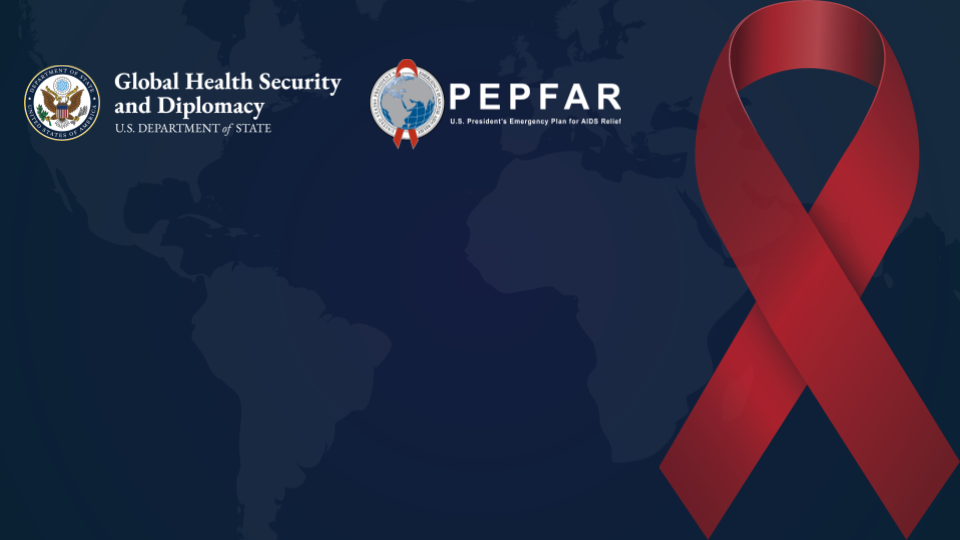 Global Health Security
and Diplomacy
U.S. DEPARTMENT of STATE
DEPARTMENT OF STATE
UNITED STATES OF AMERICA
PEPFAR
U.S. President's Emergency Plan for AIDS Relief